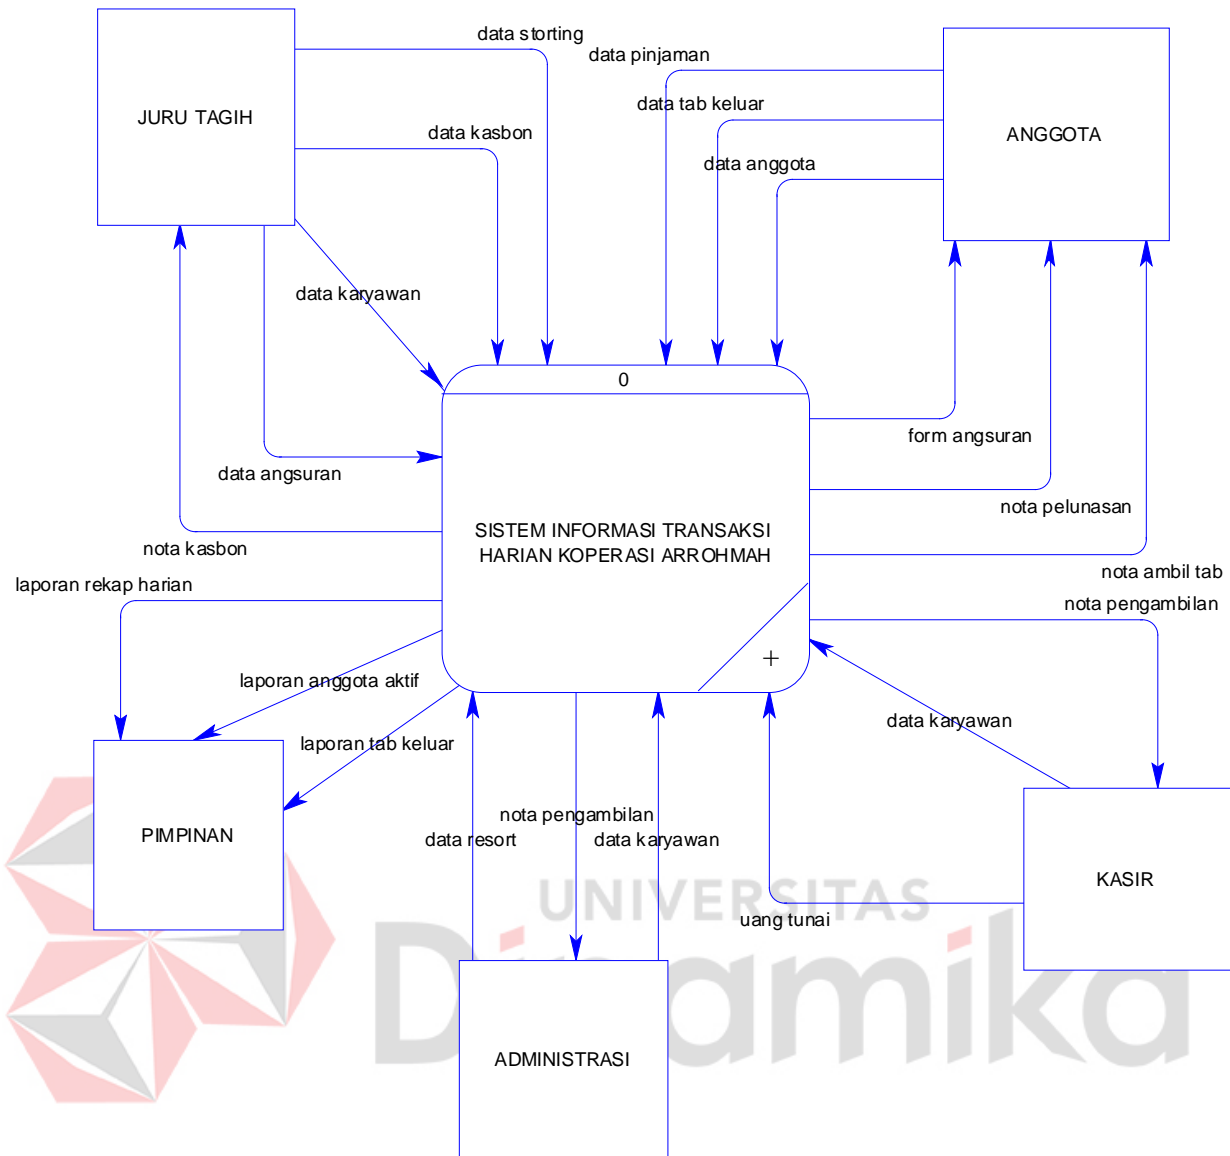 data storting
data pinjaman
data tab keluar
JURU TAGIH
data kasbon
ANGGOTA
data anggota
data karyawan
0
form angsuran
data angsuran
nota pelunasan
SISTEM INFORMASI TRANSAKSI
HARIAN KOPERASI ARROHMAH
nota kasbon
nota ambil tab
laporan rekap harian
nota pengambilan
+
laporan anggota aktif
data karyawan
laporan tab keluar
nota pengambilan
PIMPINAN
data resort
data karyawan
KASIR
UNIVERSITAS
uang tunai
Dinamika
ADMINISTRASI